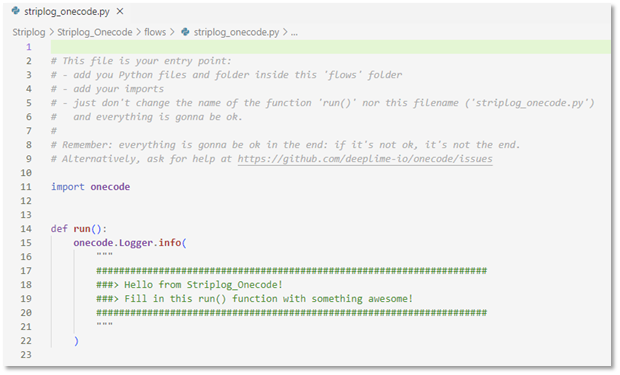 striplog_onecode.py ×
Striplog > Striplog_Onecode > flows > striplog_onecode.py > ...
1
2 # This file is your entry point:
3 # - add you Python files and folder inside this 'flows' folder
4 # - add your imports
5 # - just don't change the name of the function 'run()' nor this filename ('striplog_onecode.py')
6 #   and everything is gonna be ok.
7 #
8 # Remember: everything is gonna be ok in the end: if it's not ok, it's not the end.
9 # Alternatively, ask for help at https://github.com/deeplime-io/onecode/issues
10
11 import onecode
12
13
14 def run():
15     onecode.Logger.info(
16         """
17         #####################################################################
18         ###> Hello from Striplog_Onecode!
19         ###> Fill in this run() function with something awesome!
20         #####################################################################
21         """
22     )
23